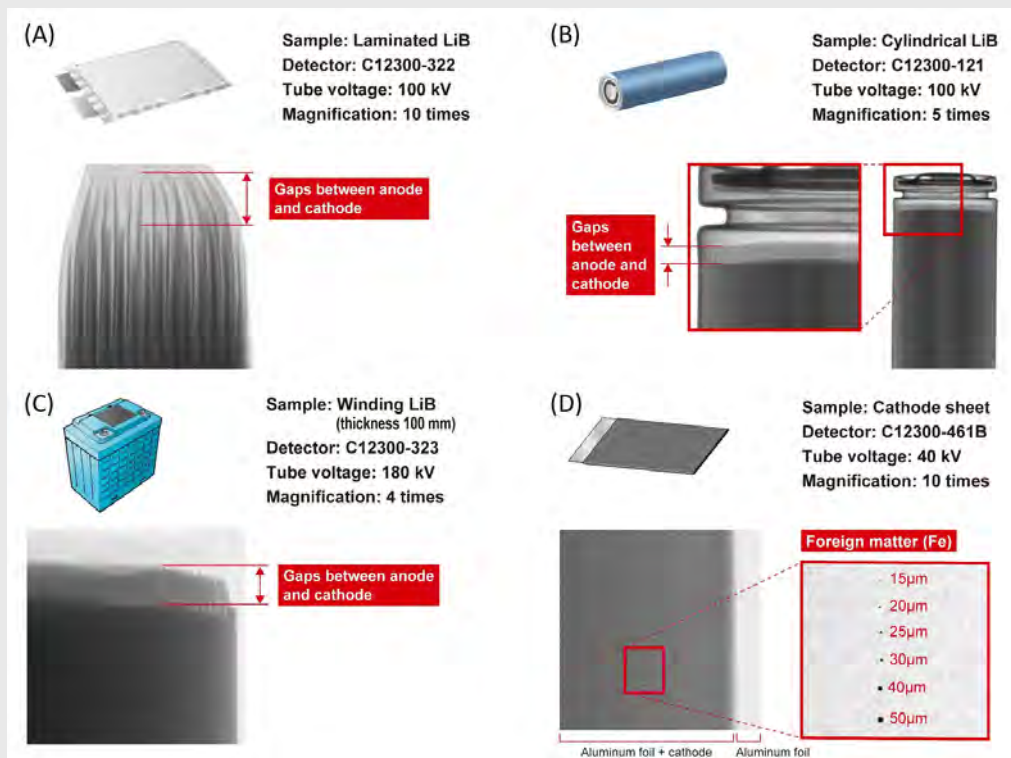 (A)
Sample: Laminated LiB
Detector: C12300-322
Tube voltage: 100 kV
Magnification: 10 times
Gaps between anode
and cathode
(B)
Sample: Cylindrical LiB
Detector: C12300-121
Tube voltage: 100 kV
Magnification: 5 times
Gaps
between
anode and
cathode
(C)
Sample: Winding LiB
(thickness 100 mm)
Detector: C12300-323
Tube voltage: 180 kV
Magnification: 4 times
Gaps between anode
and cathode
(D)
Sample: Cathode sheet
Detector: C12300-461B
Tube voltage: 40 kV
Magnification: 10 times
Foreign matter (Fe)
15μm
20μm
25μm
30μm
40μm
50μm
Aluminum foil + cathode
Aluminum foil